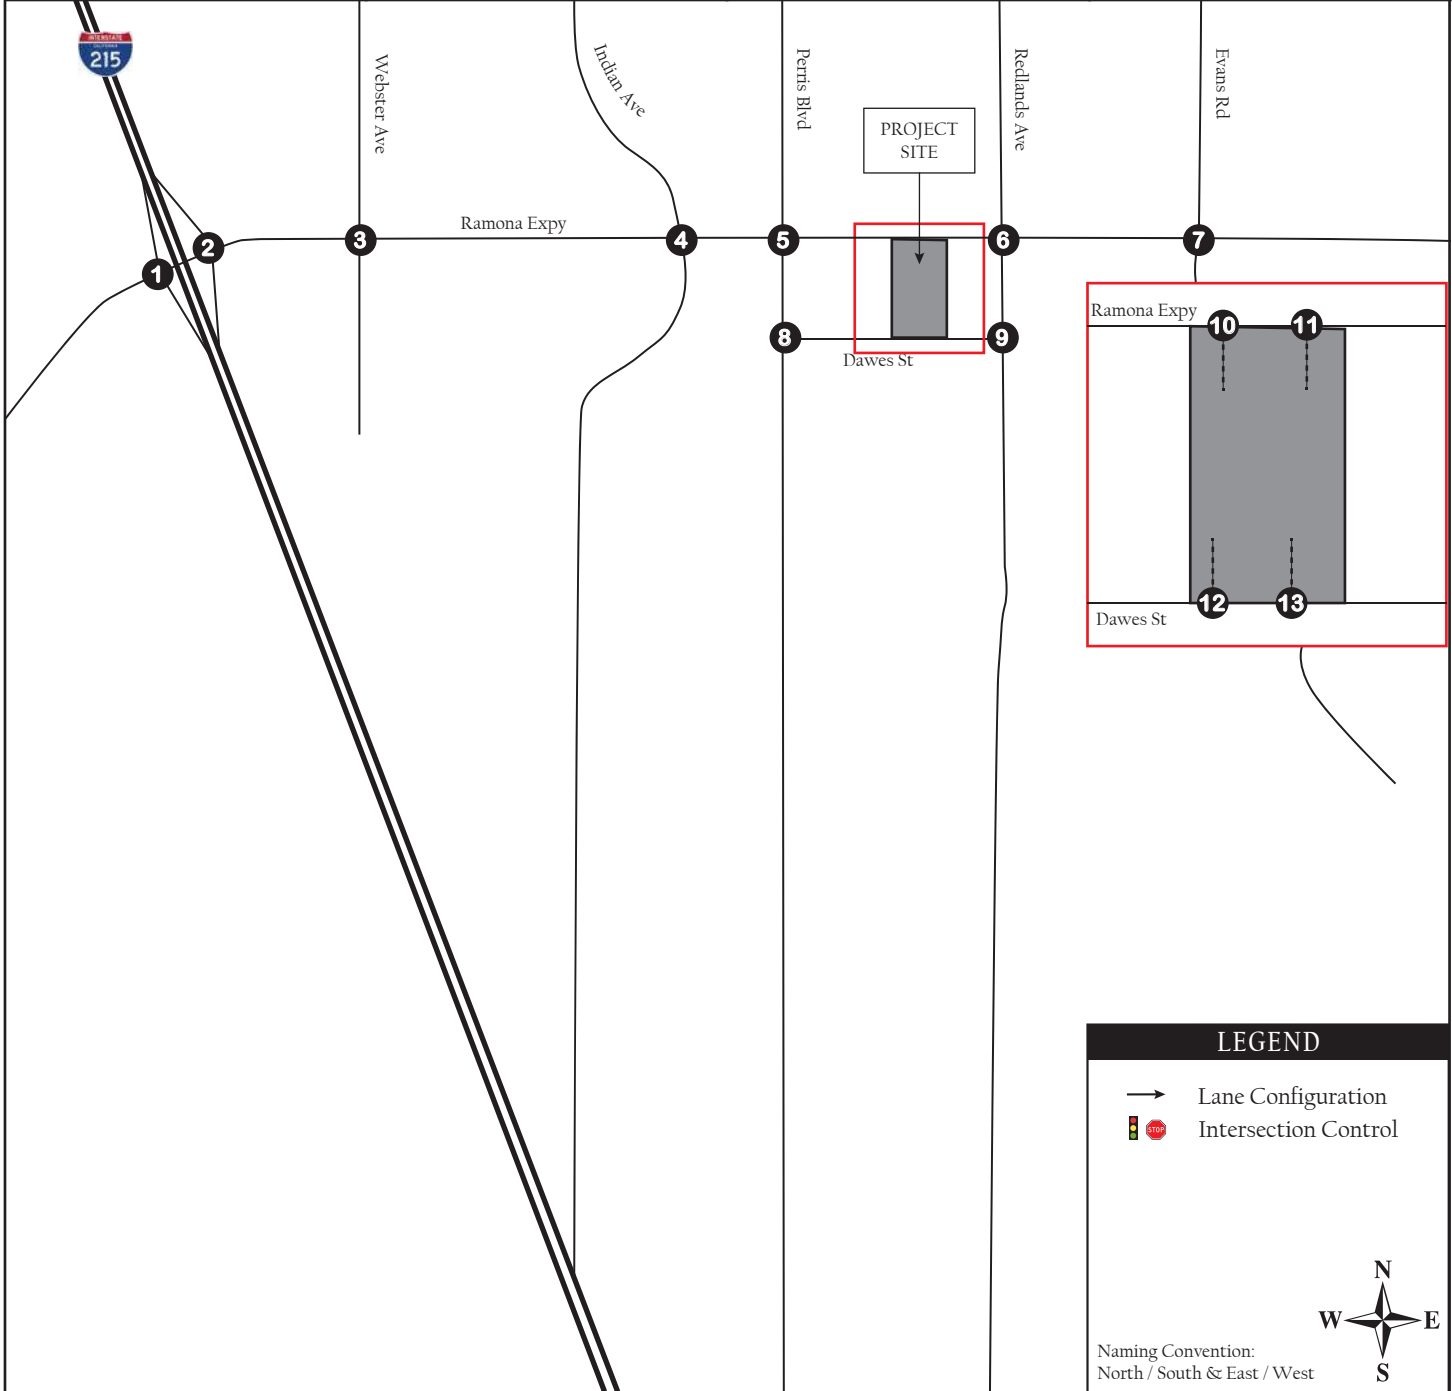 INTERSTATE
CALIFORNIA
215
Webster Ave
Indian Ave
Perris Blvd
Redlands Ave
Evans Rd
PROJECT
SITE
Ramona Expy
1
2
3
4
5
6
7
8
9
Dawes St
Ramona Expy
10
11
12
13
Dawes St
LEGEND
Lane Configuration
STOP
Intersection Control
N
W
E
S
Naming Convention:
North / South & East / West